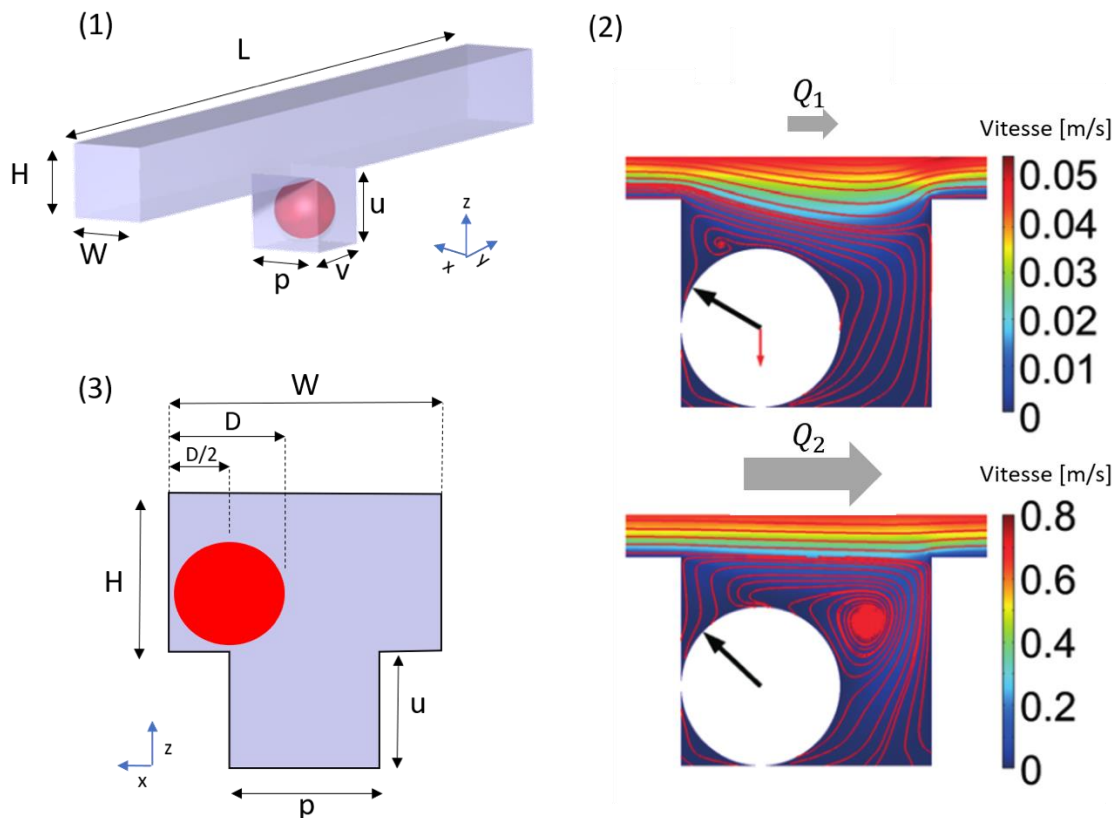 (1)
L
H
W
p
v
u
z
x
y
(2)
Q1
Vitesse [m/s]
0.05
0.04
0.03
0.02
0.01
0
Q2
Vitesse [m/s]
0.8
0.6
0.4
0.2
0
(3)
W
D
D/2
H
u
p
z
x